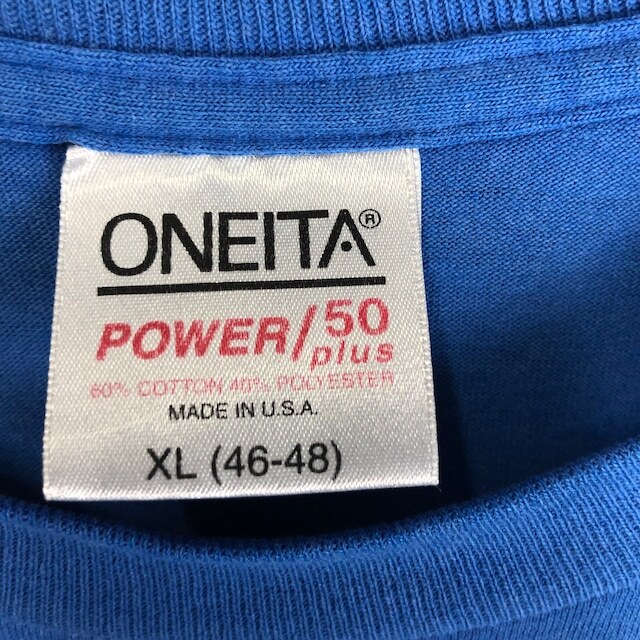 ONEITA®
POWER/50 plus
60% COTTON 40% POLYESTER
MADE IN U.S.A.
XL (46-48)